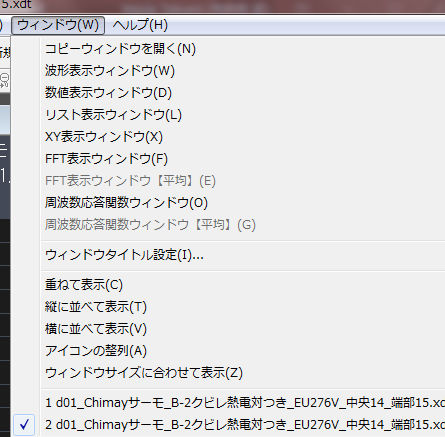 5.xdt
) ウィンドウ(W) ヘルプ(H)
コピーウィンドウを開く(N)
波形表示ウィンドウ(W)
数値表示ウィンドウ(D)
リスト表示ウィンドウ(L)
XY表示ウィンドウ(X)
FFT表示ウィンドウ(F)
FFT表示ウィンドウ【平均】(E)
周波数応答関数ウィンドウ(O)
周波数応答関数ウィンドウ【平均】(G)
ウィンドウタイトル設定(I)...
重ねて表示(C)
縦に並べて表示(T)
横に並べて表示(V)
アイコンの整列(A)
ウィンドウサイズに合わせて表示(Z)
1 d01_Chimayサーモ_B-2クビレ熱電対つき_EU276V_中央14_端部15.xd
2 d01_Chimayサーモ_B-2クビレ熱電対つき_EU276V_中央14_端部15.xd